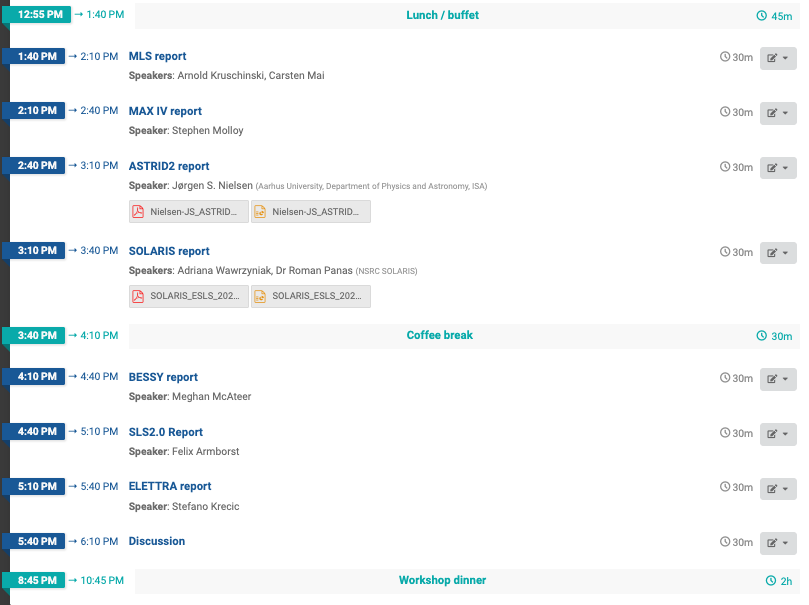 12:55 PM → 1:40 PM Lunch / buffet 45m
1:40 PM → 2:10 PM MLS report 30m
Speakers: Arnold Kruschinski, Carsten Mai
2:10 PM → 2:40 PM MAX IV report 30m
Speaker: Stephen Molloy
2:40 PM → 3:10 PM ASTRID2 report 30m
Speaker: Jørgen S. Nielsen (Aarhus University, Department of Physics and Astronomy, ISA)
Nielsen-JS_ASTRID... Nielsen-JS_ASTRID...
3:10 PM → 3:40 PM SOLARIS report 30m
Speakers: Adriana Wawrzyniak, Dr Roman Panas (NSRC SOLARIS)
SOLARIS_ESLS_202... SOLARIS_ESLS_202...
3:40 PM → 4:10 PM Coffee break 30m
4:10 PM → 4:40 PM BESSY report 30m
Speaker: Meghan McAteer
4:40 PM → 5:10 PM SLS2.0 Report 30m
Speaker: Felix Armborst
5:10 PM → 5:40 PM ELETTRA report 30m
Speaker: Stefano Krecic
5:40 PM → 6:10 PM Discussion 30m
8:45 PM → 10:45 PM Workshop dinner 2h